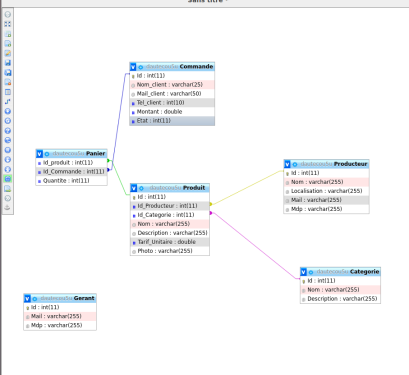 Sans titre *
Commande
Id : int(11)
Nom_client : varchar(25)
Mail_client : varchar(50)
Tel_client : int(10)
Montant : double
Etat : int(11)
Panier
Id_produit : int(11)
Id_Commande : int(11)
Quantite : int(11)
Produit
Id : int(11)
Id_Producteur : int(11)
Id_Categorie : int(11)
Nom : varchar(255)
Description : varchar(255)
Tarif_Unitaire : double
Photo : varchar(255)
Producteur
Id : int(11)
Nom : varchar(255)
Localisation : varchar(255)
Mail : varchar(255)
Mdp : varchar(255)
Categorie
Id : int(11)
Nom : varchar(255)
Description : varchar(255)
Gerant
Id : int(11)
Mail : varchar(255)
Mdp : varchar(255)